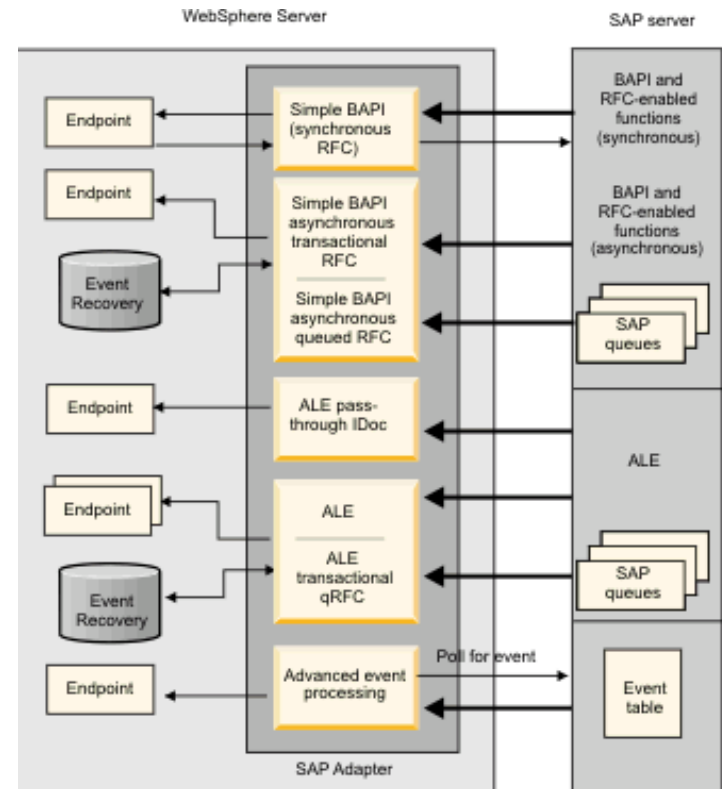 WebSphere Server
SAP server
Endpoint
Simple BAPI
(synchronous
RFC)
BAPI and
RFC-enabled
functions
(synchronous)
Endpoint
Simple BAPI
asynchronous
transactional
RFC
BAPI and
RFC-enabled
functions
(asynchronous)
Event
Recovery
Simple BAPI
asynchronous
queued RFC
SAP
queues
Endpoint
ALE pass-
through IDoc
ALE
Endpoint
ALE
ALE
transactional
qRFC
SAP
queues
Event
Recovery
Poll for event
Endpoint
Advanced event
processing
Event
table
SAP Adapter